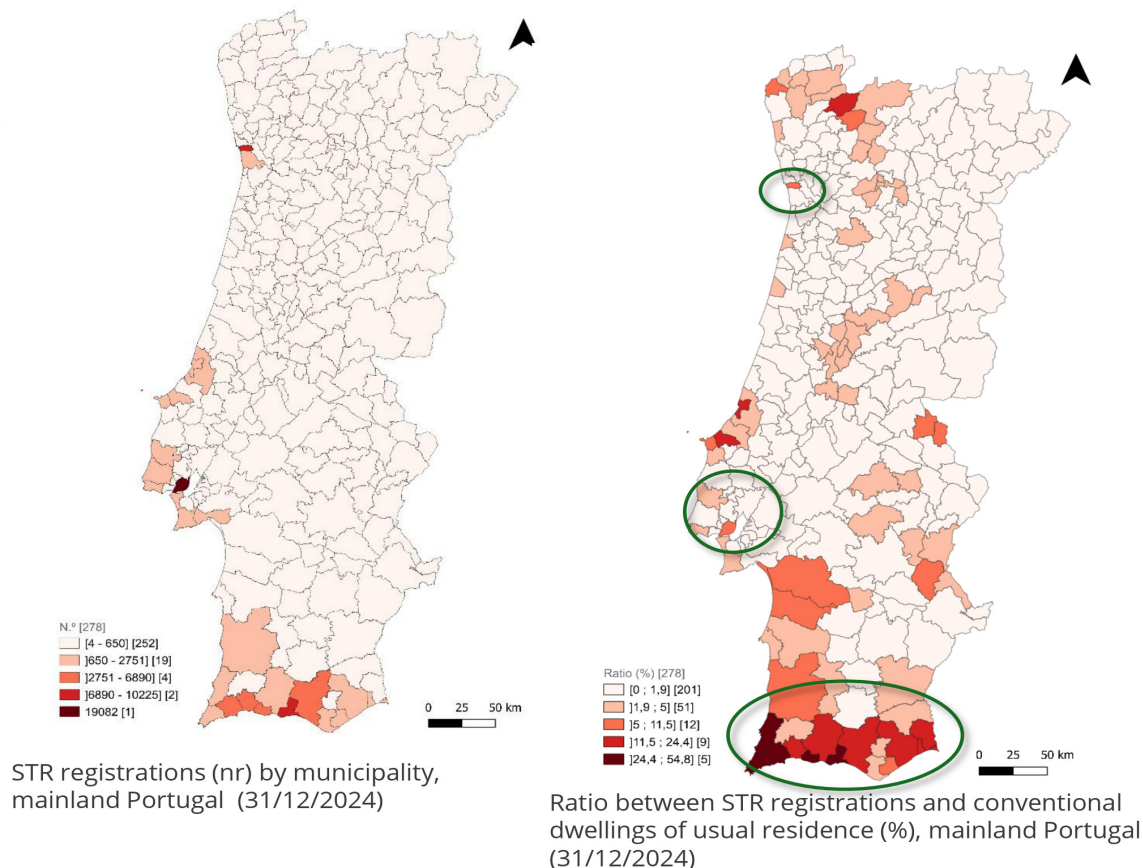 N.º [278]
[4 - 650] [252]
]650 - 2751] [19]
]2751 - 6890] [4]
]6890 - 10225] [2]
19082 [1]
0 25 50 km
STR registrations (nr) by municipality,
mainland Portugal (31/12/2024)
Ratio (%) [278]
[0 ; 1,9] [201]
]1,9 ; 5] [51]
]5 ; 11,5] [12]
]11,5 ; 24,4] [9]
]24,4 ; 54,8] [5]
0 25 50 km
Ratio between STR registrations and conventional
dwellings of usual residence (%), mainland Portugal
(31/12/2024)